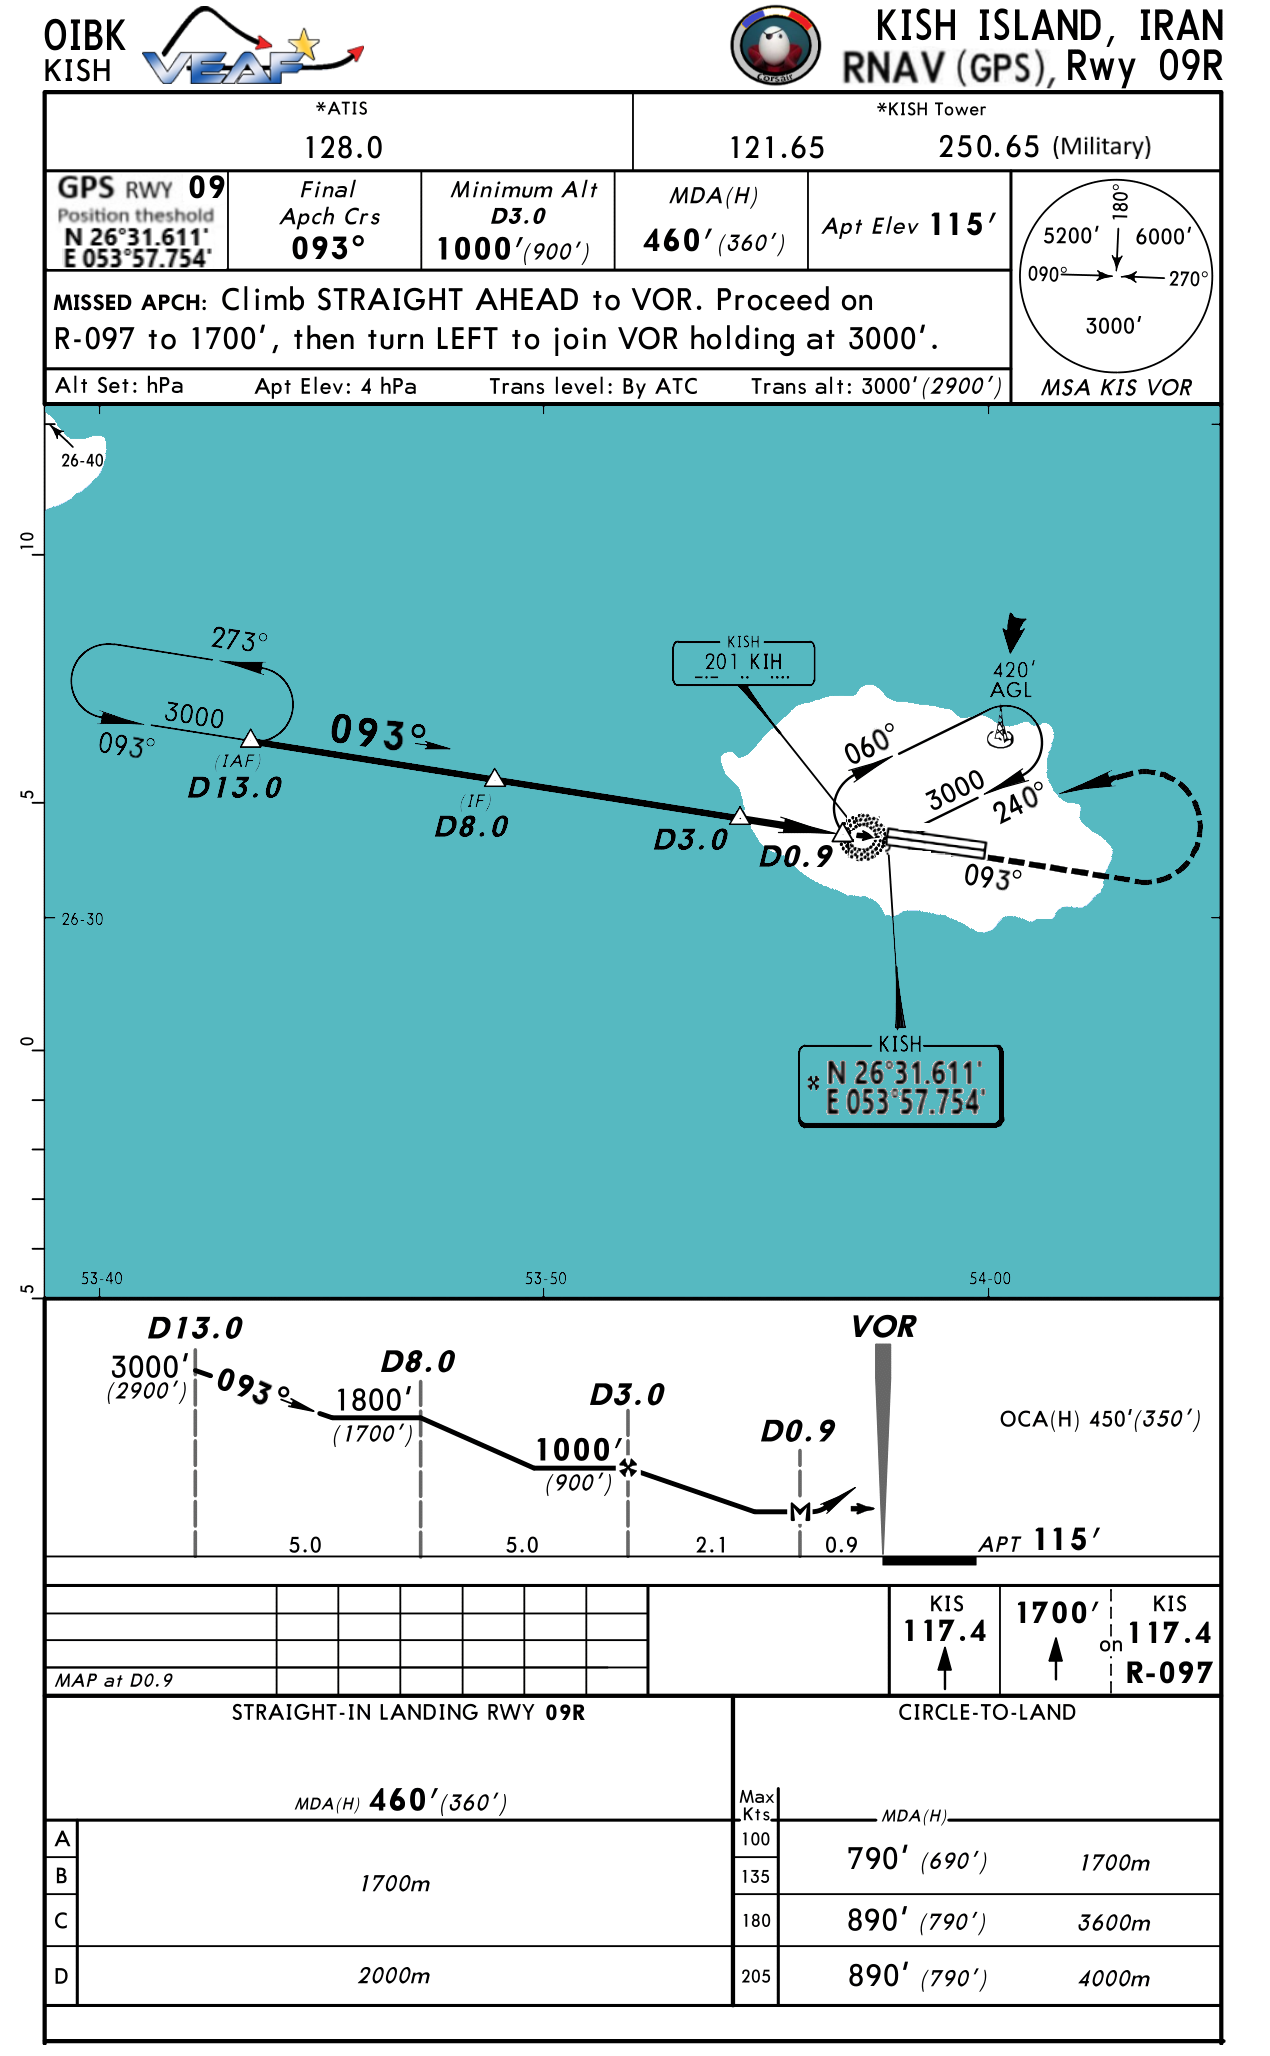 OIBK
KISH
VEAF
Corsair
KISH ISLAND, IRAN
RNAV (GPS), Rwy 09R
*ATIS
128.0
*KISH Tower
121.65 250.65 (Military)
GPS RWY 09
Position theshold
N 26°31.611'
E 053°57.754'
Final
Apch Crs
093°
Minimum Alt
D3.0
1000' (900')
MDA(H)
460' (360')
Apt Elev 115'
180°
5200' 6000'
090° 270°
3000'
MSA KIS VOR
MISSED APCH: Climb STRAIGHT AHEAD to VOR. Proceed on
R-097 to 1700', then turn LEFT to join VOR holding at 3000'.
Alt Set: hPa Apt Elev: 4 hPa Trans level: By ATC Trans alt: 3000' (2900')
26-40
10
273°
3000
093°
093°
(IAF)
D13.0
(IF)
D8.0
D3.0
D0.9
KISH
201 KIH
420'
AGL
060°
3000
240°
093°
5
26-30
KISH
N 26°31.611'
E 053°57.754'
0
5
53-40 53-50 54-00
D13.0
3000'
(2900')
093°
D8.0
1800'
(1700')
D3.0
1000'
(900')
D0.9
M
VOR
OCA(H) 450' (350')
5.0 5.0 2.1 0.9
APT 115'
MAP at D0.9
KIS
117.4
1700'
on
KIS
117.4
R-097
STRAIGHT-IN LANDING RWY 09R
CIRCLE-TO-LAND
MDA(H) 460' (360')
Max
Kts
MDA(H)
A
B
C
1700m
D
2000m
100
135
790' (690') 1700m
180
890' (790') 3600m
205
890' (790') 4000m